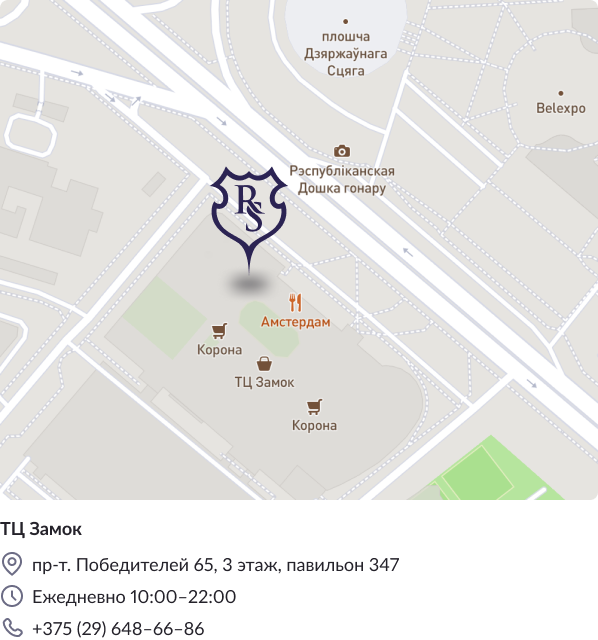 плошча
Дзяржаўнага
Сцяга
Belexpo
Рэспубліканская
Дошка гонару
RS
Амстердам
Корона
ТЦ Замок
Корона
ТЦ Замок
пр-т. Победителей 65, 3 этаж, павильон 347
Ежедневно 10:00–22:00
+375 (29) 648–66–86